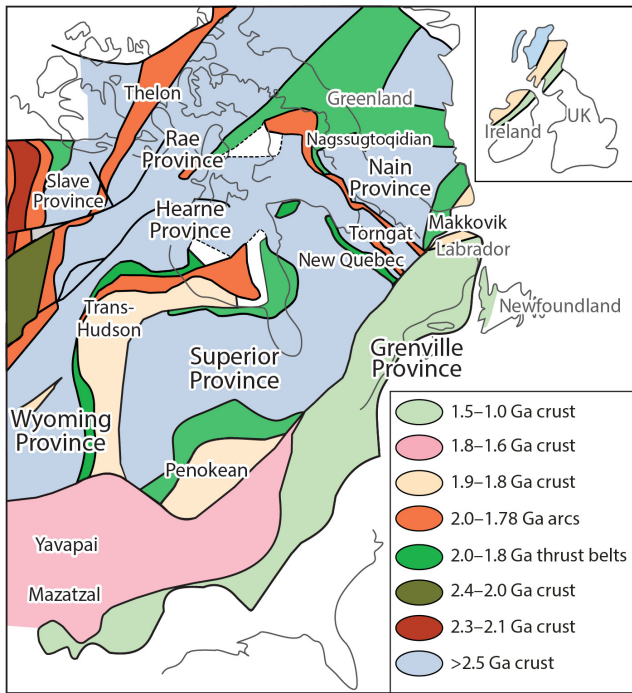 Thelon
Greenland
Rae
Province
Nagssugtoqidian
Nain
Province
Slave
Province
Hearne
Province
Torngat
Makkovik
Labrador
New Quebec
Trans-
Hudson
Newfoundland
Superior
Province
Grenville
Province
Wyoming
Province
Penokean
Yavapai
Mazatzal
Ireland
UK
1.5–1.0 Ga crust
1.8–1.6 Ga crust
1.9–1.8 Ga crust
2.0–1.78 Ga arcs
2.0–1.8 Ga thrust belts
2.4–2.0 Ga crust
2.3–2.1 Ga crust
>2.5 Ga crust